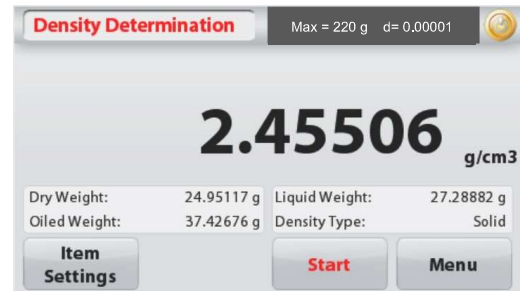 Density Determination
Max = 220 g d= 0.00001
2.45506 g/cm3
Dry Weight: 24.95117 g Liquid Weight: 27.28882 g
Oiled Weight: 37.42676 g Density Type: Solid
Item Settings
Start
Menu